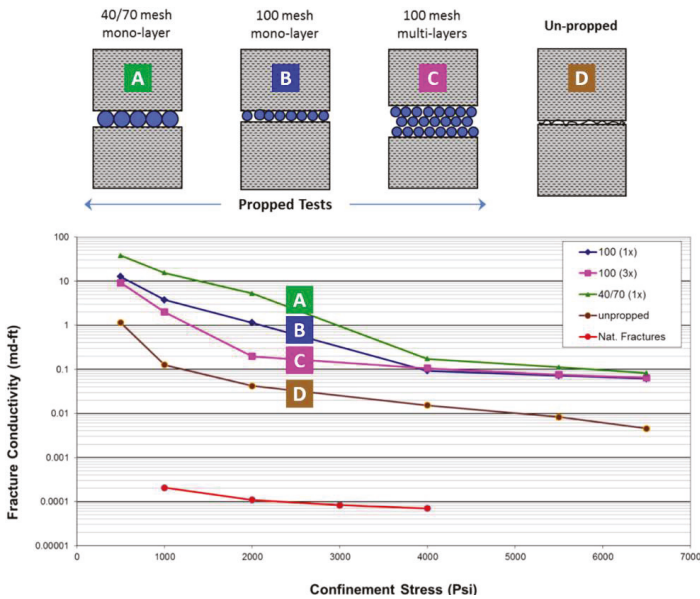 40/70 mesh
mono-layer
100 mesh
mono-layer
100 mesh
multi-layers
Un-propped
A
B
C
D
Propped Tests
Fracture Conductivity (md-ft)
100
10
1
0.1
0.01
0.001
0.0001
0.00001
100 (1x)
100 (3x)
40/70 (1x)
unpropped
Nat. Fractures
A
B
C
D
0 1000 2000 3000 4000 5000 6000 7000
Confinement Stress (Psi)